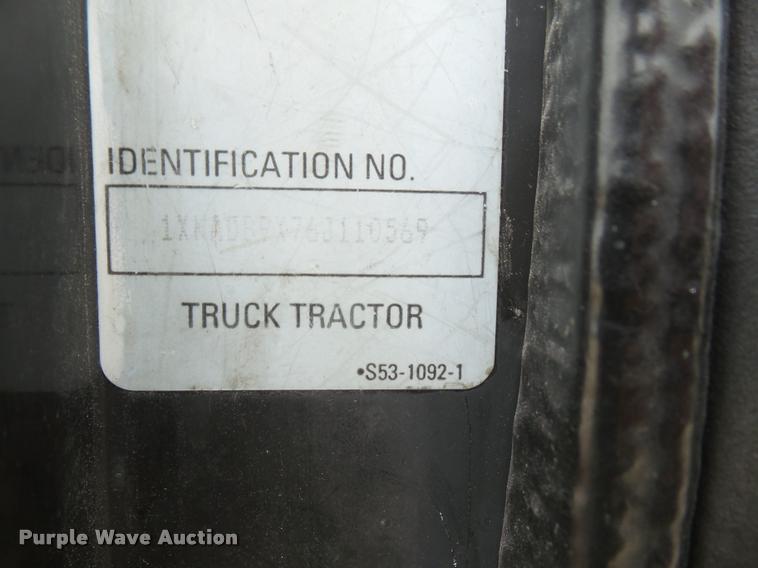 IDENTIFICATION NO.
TRUCK TRACTOR
•S53-1092-1
Purple Wave Auction